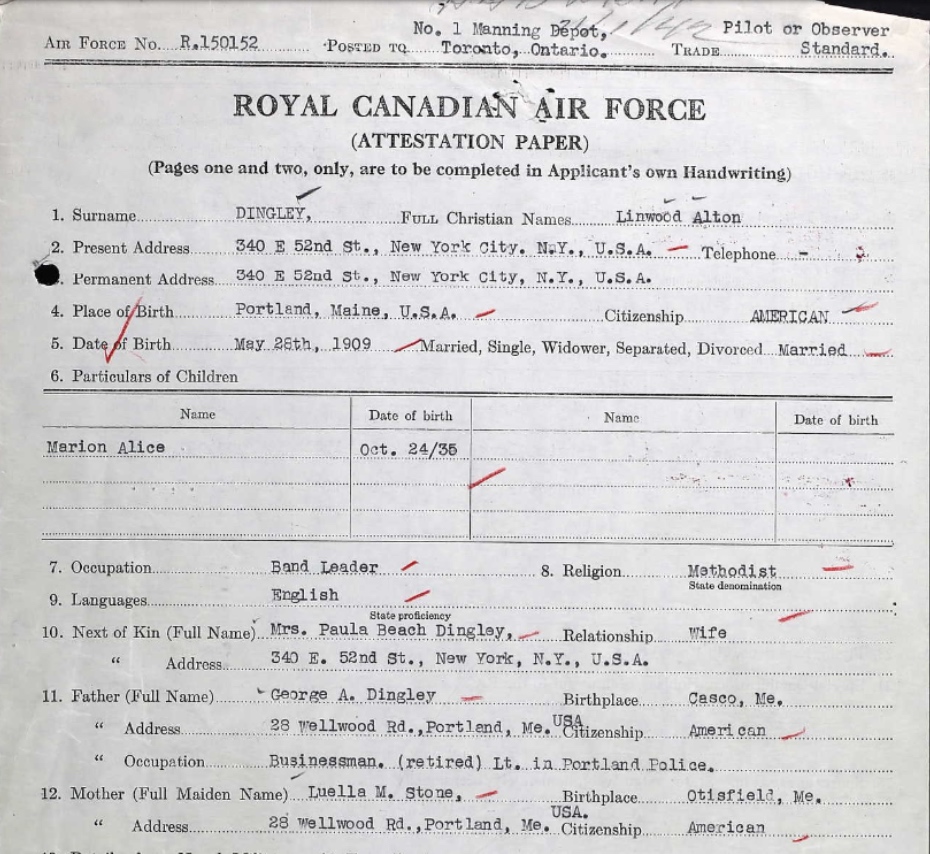 No. 1 Manning Depot, Pilot or Observer
AIR FORCE NO. R.150152 POSTED TO Toronto, Ontario. TRADE Standard.
ROYAL CANADIAN AIR FORCE
(ATTESTATION PAPER)
(Pages one and two, only, are to be completed in Applicant's own Handwriting)
1. Surname DINGLEY, FULL Christian Names Linwood Alton
2. Present Address 340 E 52nd St., New York City. N.Y., U.S.A. Telephone -
. Permanent Address 340 E 52nd St., New York City, N.Y., U.S.A.
4. Place of Birth Portland, Maine, U.S.A. Citizenship AMERICAN
5. Date of Birth May 28th, 1909 Married, Single, Widower, Separated, Divorced Married
6. Particulars of Children
Name Date of birth Name Date of birth
Marion Alice Oct. 24/35
7. Occupation Band Leader 8. Religion Methodist
State denomination
9. Languages English
State proficiency
10. Next of Kin (Full Name) Mrs. Paula Beach Dingley, Relationship Wife
" Address 340 E. 52nd St., New York, N.Y., U.S.A.
11. Father (Full Name) George A. Dingley Birthplace Casco, Me.
" Address 28 Wellwood Rd.,Portland, Me. USA Citizenship American
" Occupation Businessman. (retired) Lt. in Portland Police.
12. Mother (Full Maiden Name) Luella M. Stone, Birthplace Otisfield, Me.
" Address 28 Wellwood Rd.,Portland, Me. USA. Citizenship American